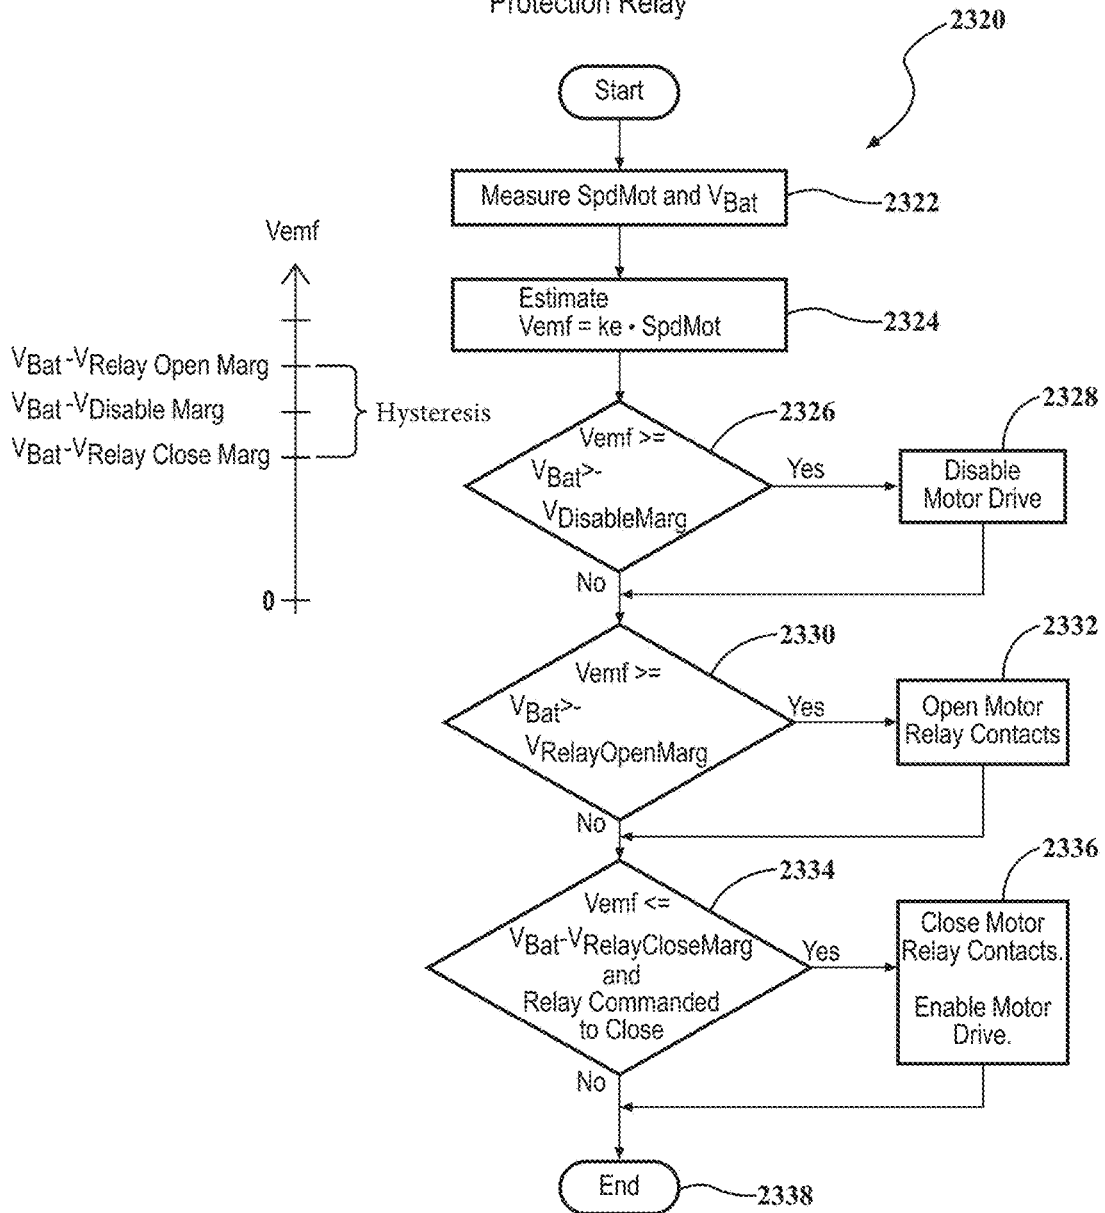 Protection Relay
2320
Start
Measure SpdMot and VBat
2322
Vemf
Estimate
Vemf = ke • SpdMot
2324
VBat-VRelay Open Marg
VBat-VDisable Marg
VBat-VRelay Close Marg
Hysteresis
0
Vemf >=
VBat>-
VDisableMarg
2326
Yes
No
Disable
Motor Drive
2328
Vemf >=
VBat>-
VRelayOpenMarg
2330
Yes
No
Open Motor
Relay Contacts
2332
Vemf <=
VBat-VRelayCloseMarg
and
Relay Commanded
to Close
2334
Yes
No
Close Motor
Relay Contacts.
Enable Motor
Drive.
2336
End
2338